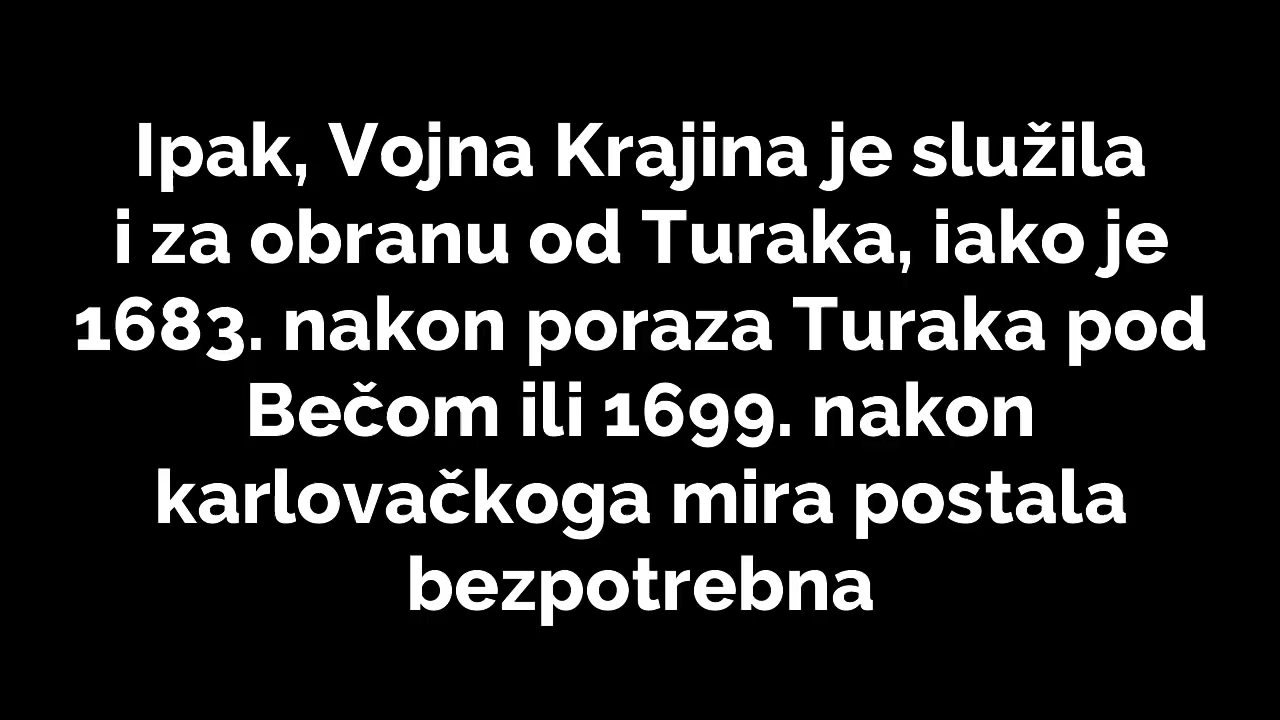 Ipak, Vojna Krajina je služila
i za obranu od Turaka, iako je
1683. nakon poraza Turaka pod
Bečom ili 1699. nakon
karlovačkoga mira postala
bezpotrebna